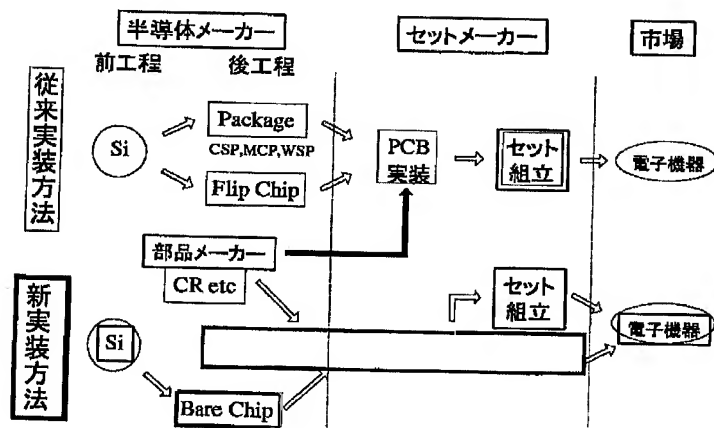 半導体メーカー
セットメーカー
市場
前工程
後工程
従来実装方法
Si
Package
CSP,MCP,WSP
Flip Chip
PCB
実装
セット
組立
電子機器
部品メーカー
CR etc
新実装方法
Si
Bare Chip
セット
組立
電子機器